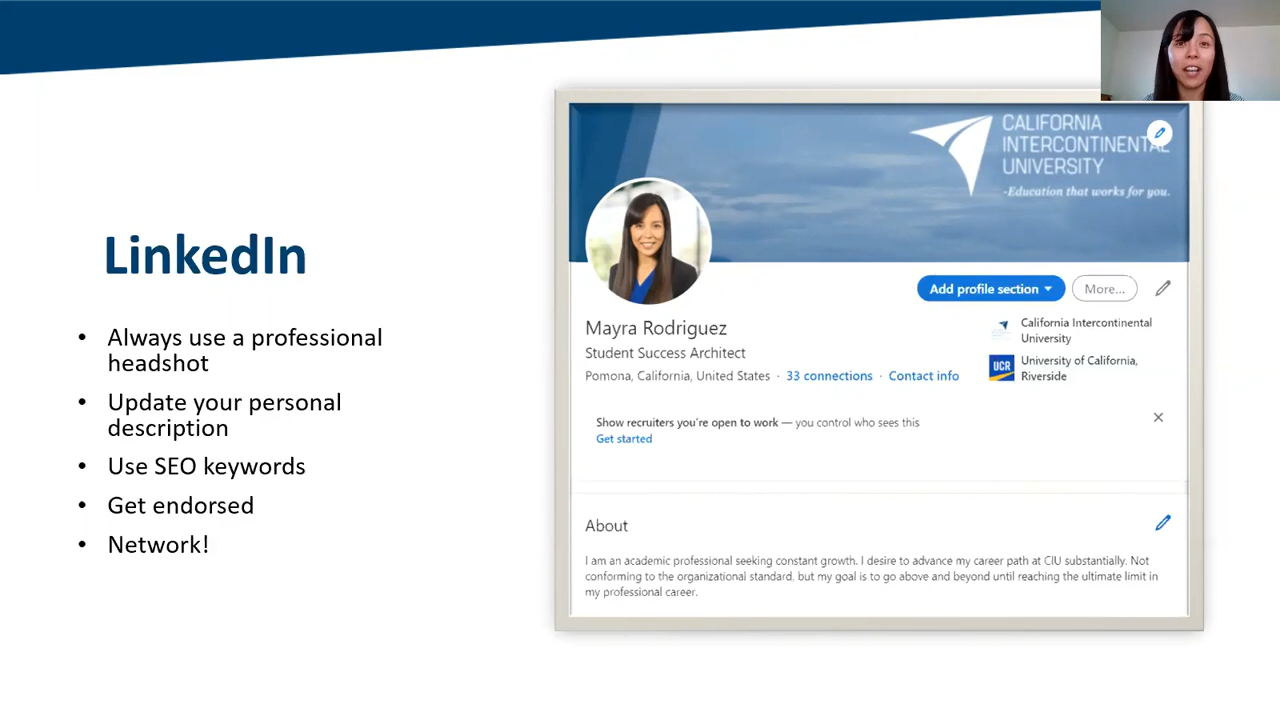 LinkedIn
• Always use a professional
headshot
• Update your personal
description
• Use SEO keywords
• Get endorsed
• Network!
CALIFORNIA
INTERCONTINENTAL
UNIVERSITY
-Education that works for you.
Add profile section
More...
Mayra Rodriguez
Student Success Architect
Pomona, California, United States · 33 connections · Contact info
California Intercontinental
University
UCR
University of California,
Riverside
Show recruiters you're open to work — you control who sees this
Get started
About
I am an academic professional seeking constant growth. I desire to advance my career path at CIU substantially. Not
conforming to the organizational standard, but my goal is to go above and beyond until reaching the ultimate limit in
my professional career.